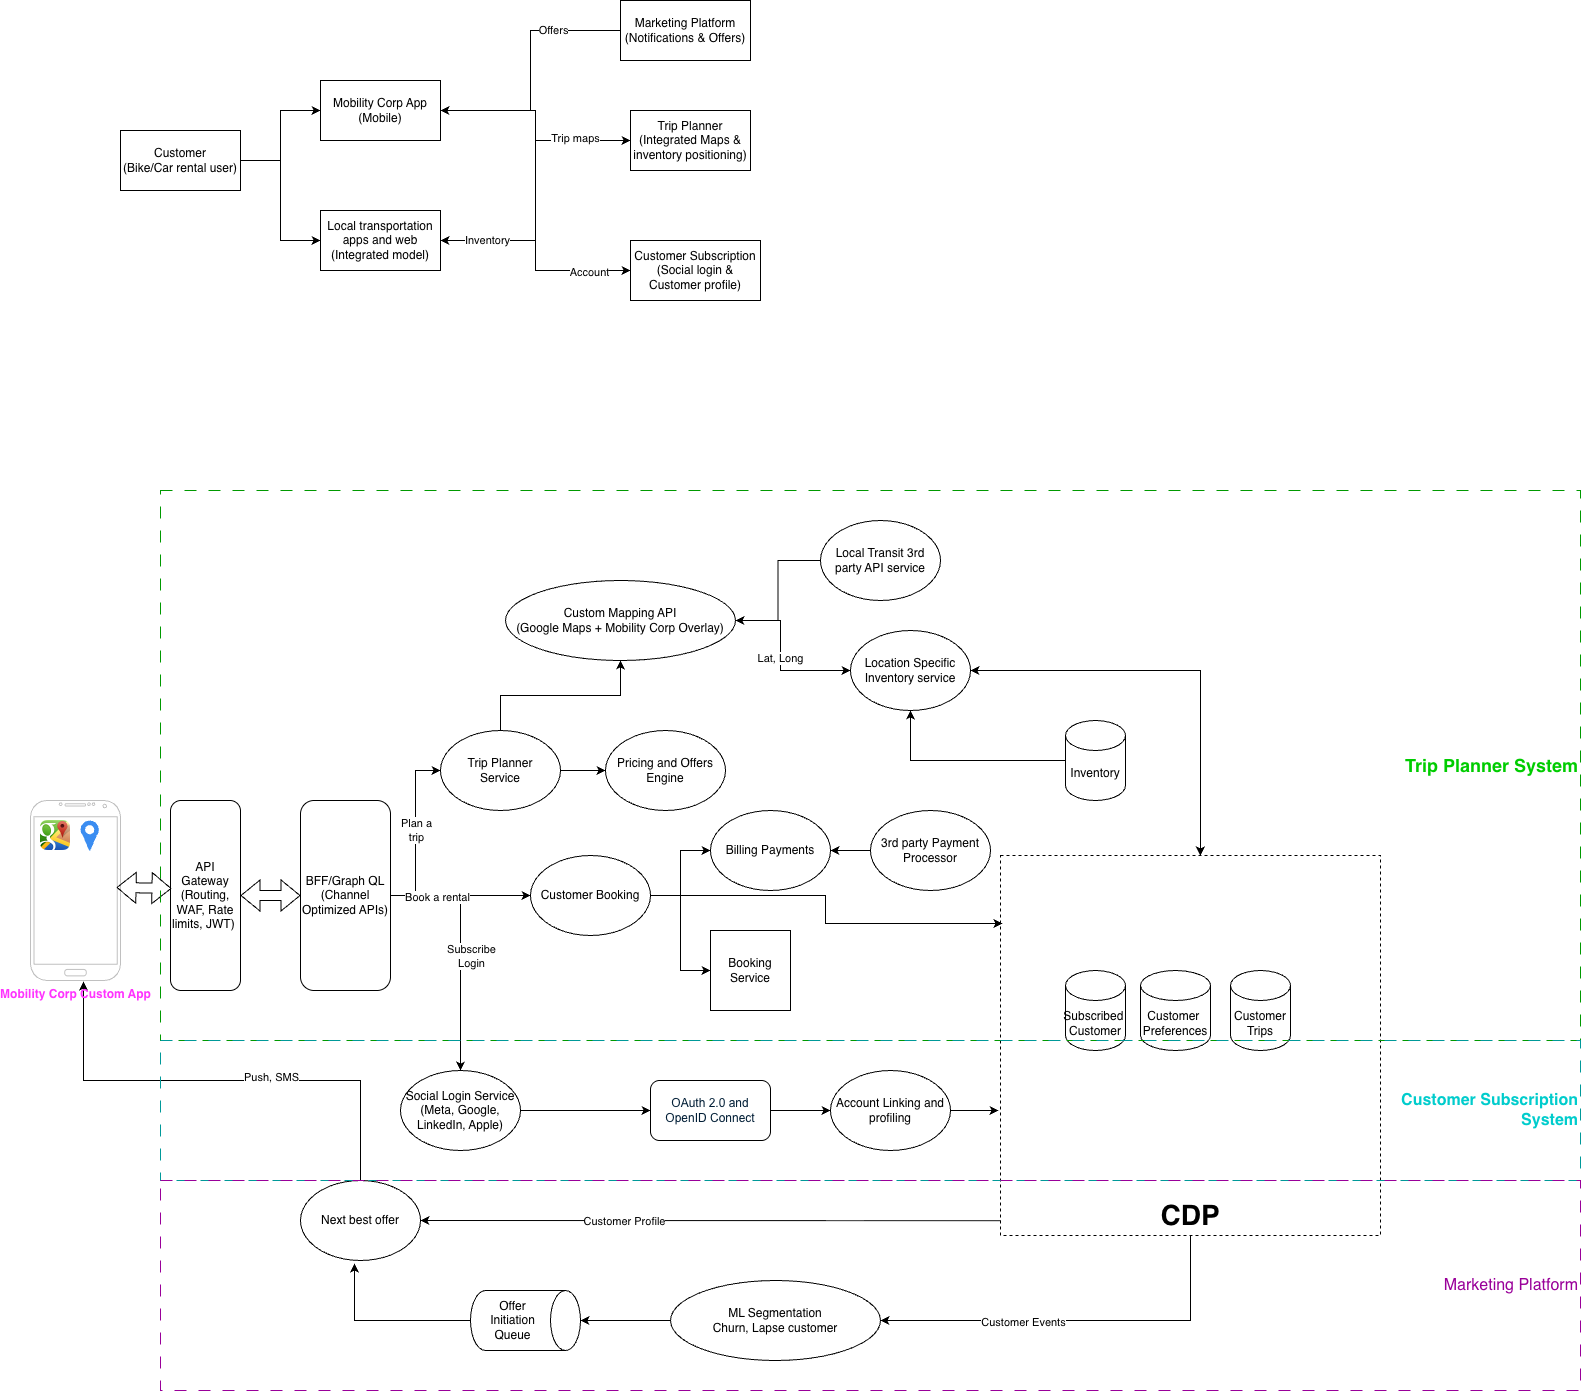 Marketing Platform
(Notifications & Offers)
Offers
Mobility Corp App
(Mobile)
Trip Planner
(Integrated Maps &
inventory positioning)
Trip maps
Customer
(Bike/Car rental user)
Local transportation
apps and web
(Integrated model)
Inventory
Customer Subscription
(Social login &
Customer profile)
Account
Local Transit 3rd
party API service
Custom Mapping API
(Google Maps + Mobility Corp Overlay)
Lat, Long
Location Specific
Inventory service
Trip Planner
Service
Pricing and Offers
Engine
Inventory
Trip Planner System
Plan a
trip
Billing Payments
3rd party Payment
Processor
API
Gateway
(Routing,
WAF, Rate
limits, JWT)
BFF/Graph QL
(Channel
Optimized APIs)
Book a rental
Customer Booking
Subscribe
Login
Booking
Service
Mobility Corp Custom App
Subscribed
Customer
Customer
Preferences
Customer
Trips
Push, SMS
Social Login Service
(Meta, Google,
LinkedIn, Apple)
OAuth 2.0 and
OpenID Connect
Account Linking and
profiling
Customer Subscription
System
Next best offer
Customer Profile
CDP
Marketing Platform
Offer
Initiation
Queue
ML Segmentation
Churn, Lapse customer
Customer Events